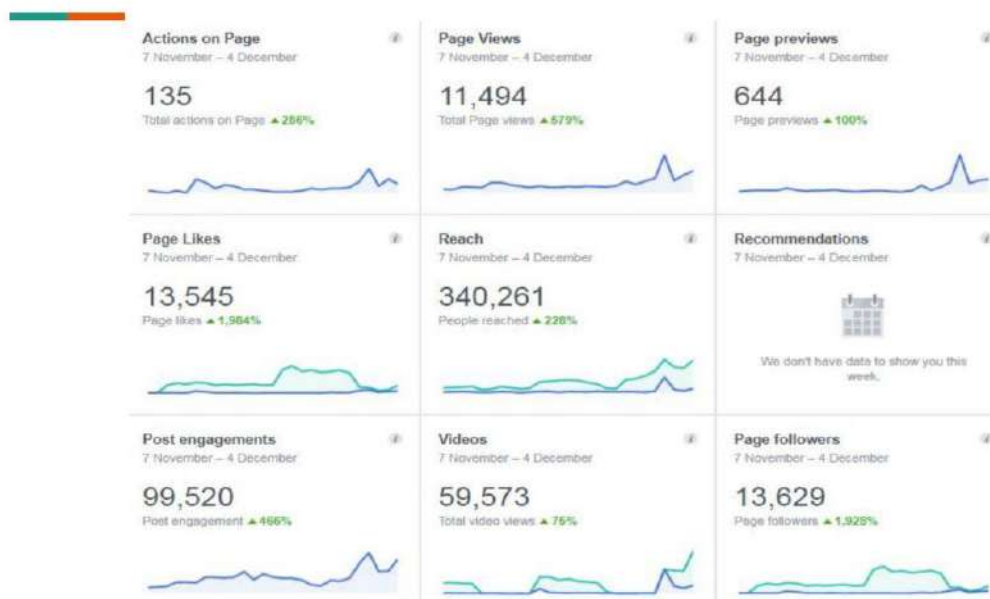 Actions on Page
7 November – 4 December
135
Total actions on Page ▲ 286%
Page Views
7 November – 4 December
11,494
Total Page views ▲ 579%
Page previews
7 November – 4 December
644
Page previews ▲ 100%
Page Likes
7 November – 4 December
13,545
Page likes ▲ 1,984%
Reach
7 November – 4 December
340,261
People reached ▲ 228%
Recommendations
7 November – 4 December
We don't have data to show you this
week.
Post engagements
7 November – 4 December
99,520
Post engagement ▲ 466%
Videos
7 November – 4 December
59,573
Total video views ▲ 75%
Page followers
7 November – 4 December
13,629
Page followers ▲ 1,928%